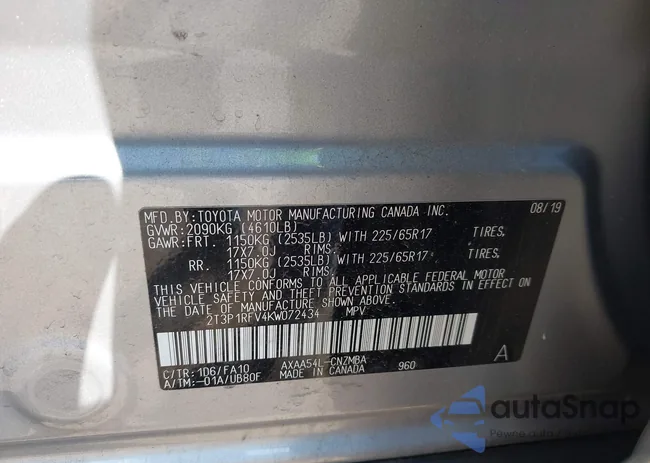 MFD.BY:TOYOTA MOTOR MANUFACTURING CANADA INC. 08/19
GVWR:2090KG (4610LB)
GAWR:FRT. 1150KG (2535LB) WITH 225/65R17 TIRES.
17X7.0J RIMS.
RR. 1150KG (2535LB) WITH 225/65R17 TIRES.
17X7.0J RIMS.
THIS VEHICLE CONFORMS TO ALL APPLICABLE FEDERAL MOTOR
VEHICLE SAFETY AND THEFT PREVENTION STANDARDS IN EFFECT ON
THE DATE OF MANUFACTURE SHOWN ABOVE.
2T3P1RFV4KW072434 MPV
C/TR:1D6/FA10 AXAA54L-CNZMBA 960 A
A/TM:-01A/UB80F MADE IN CANADA
autoSnap
Pewne auto